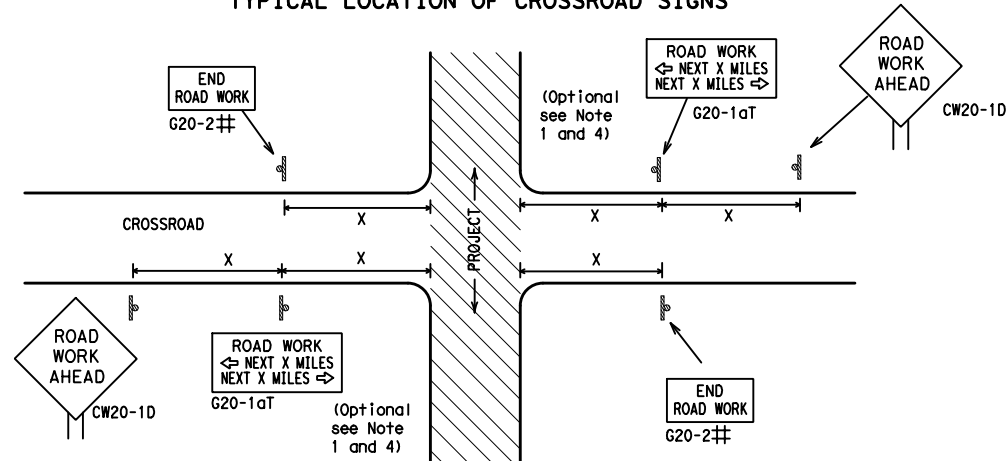 TYPICAL LOCATION OF CROSSROAD SIGNS
END
ROAD WORK
G20-2#
ROAD WORK
⇦ NEXT X MILES
NEXT X MILES ⇨
G20-1aT
(Optional
see Note
1 and 4)
ROAD
WORK
AHEAD
CW20-1D
X
X
X
CROSSROAD
PROJECT
X
X
X
ROAD
WORK
AHEAD
CW20-1D
ROAD WORK
⇦ NEXT X MILES
NEXT X MILES ⇨
G20-1aT
(Optional
see Note
1 and 4)
END
ROAD WORK
G20-2#